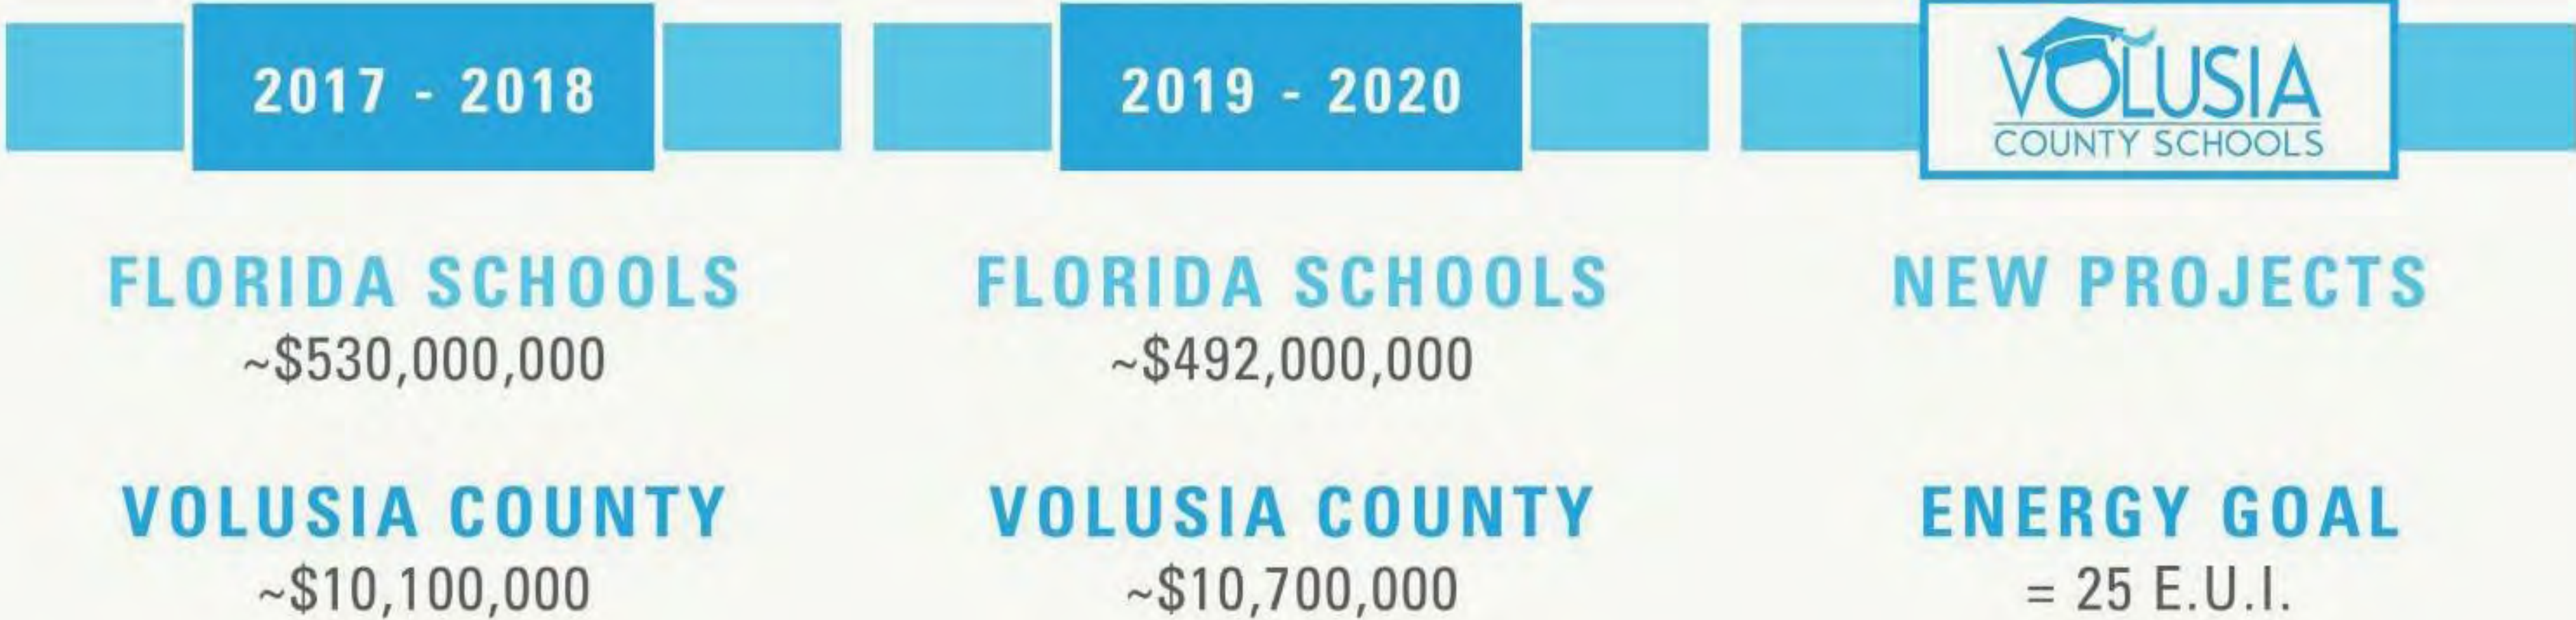 2017 - 2018
FLORIDA SCHOOLS
~$530,000,000
VOLUSIA COUNTY
~$10,100,000
2019 - 2020
FLORIDA SCHOOLS
~$492,000,000
VOLUSIA COUNTY
~$10,700,000
VOLUSIA
COUNTY SCHOOLS
NEW PROJECTS
ENERGY GOAL
= 25 E.U.I.